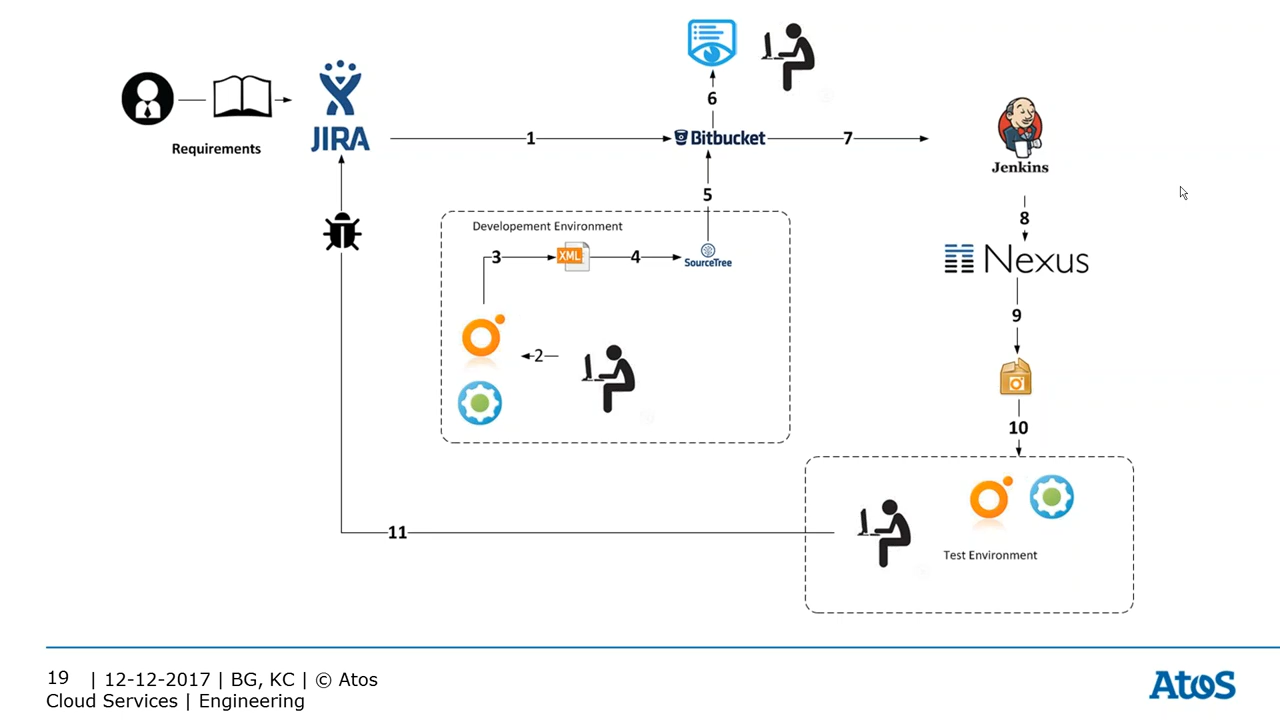 6
Requirements
JIRA
1
Bitbucket
7
Jenkins
5
8
Developement Environment
3
XML
4
SourceTree
Nexus
9
2
10
11
Test Environment
19 | 12-12-2017 | BG, KC | © Atos
Cloud Services | Engineering
Atos